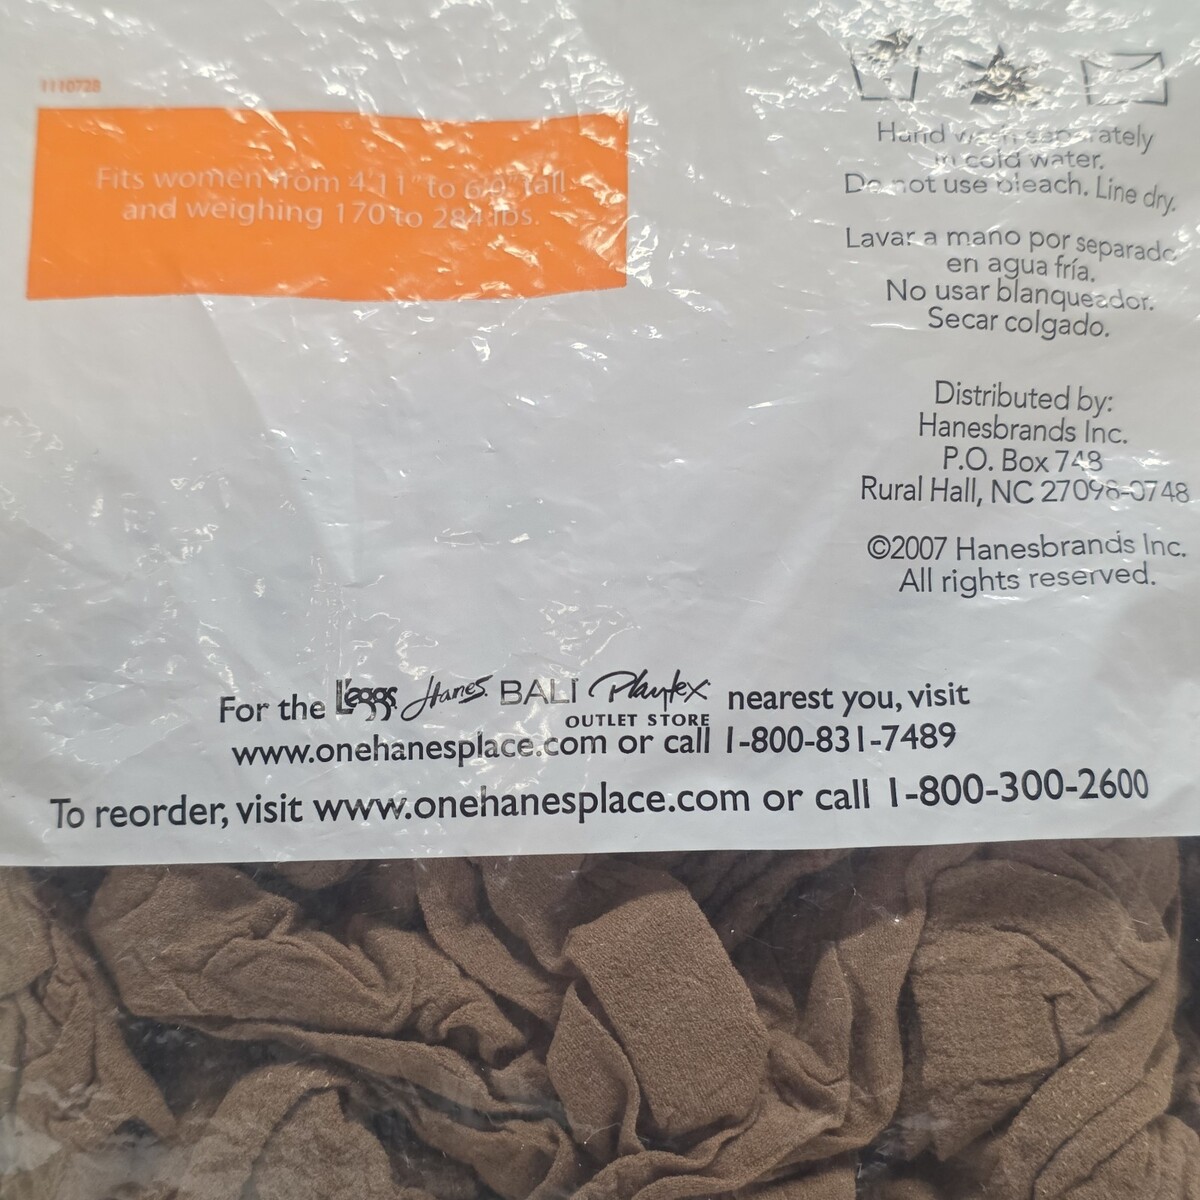 1110728
Fits women from 4'11" to 6'0" tall
and weighing 170 to 284 lbs.
Hand wash separately
in cold water.
Do not use bleach. Line dry.
Lavar a mano por separado
en agua fría.
No usar blanqueador.
Secar colgado.
Distributed by:
Hanesbrands Inc.
P.O. Box 748
Rural Hall, NC 27098-0748
©2007 Hanesbrands Inc.
All rights reserved.
For the L'eggs Hanes BALI Playtex nearest you, visit
OUTLET STORE
www.onehanesplace.com or call 1-800-831-7489
To reorder, visit www.onehanesplace.com or call 1-800-300-2600